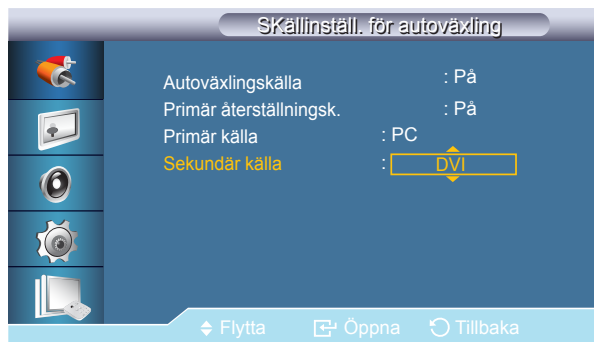 SKällinställ. för autoväxling
Autoväxlingskälla : På
Primär återställningsk. : På
Primär källa : PC
Sekundär källa : DVI
Flytta Öppna Tillbaka